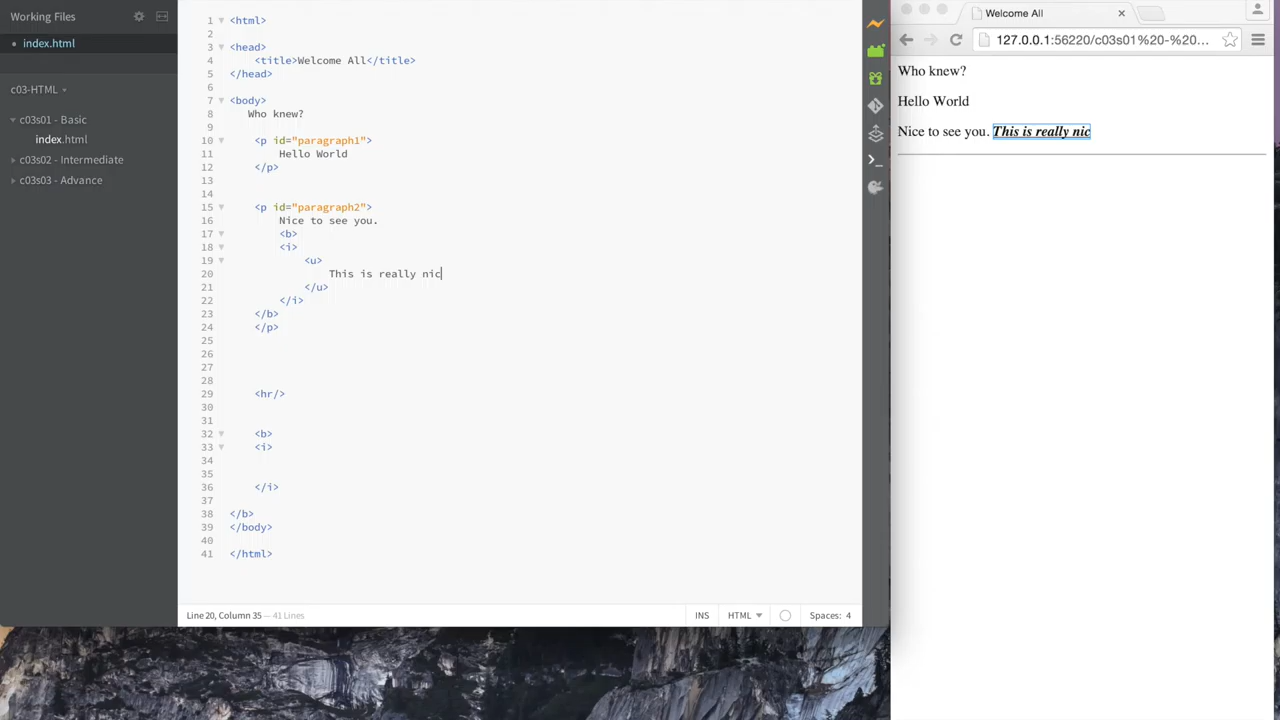 Working Files
index.html
c03-HTML
c03s01 - Basic
index.html
c03s02 - Intermediate
c03s03 - Advance
1 <html>
2
3 <head>
4 <title>Welcome All</title>
5 </head>
6
7 <body>
8 Who knew?
9
10 <p id="paragraph1">
11 Hello World
12 </p>
13
14
15 <p id="paragraph2">
16 Nice to see you.
17 <b>
18 <i>
19 <u>
20 This is really nic
21 </u>
22 </i>
23 </b>
24 </p>
25
26
27
28
29 <hr/>
30
31
32 <b>
33 <i>
34
35
36 </i>
37
38 </b>
39 </body>
40
41 </html>
Line 20, Column 35 — 41 Lines
INS HTML Spaces: 4
Welcome All
127.0.0.1:56220/c03s01%20-%20...
Who knew?
Hello World
Nice to see you. This is really nic